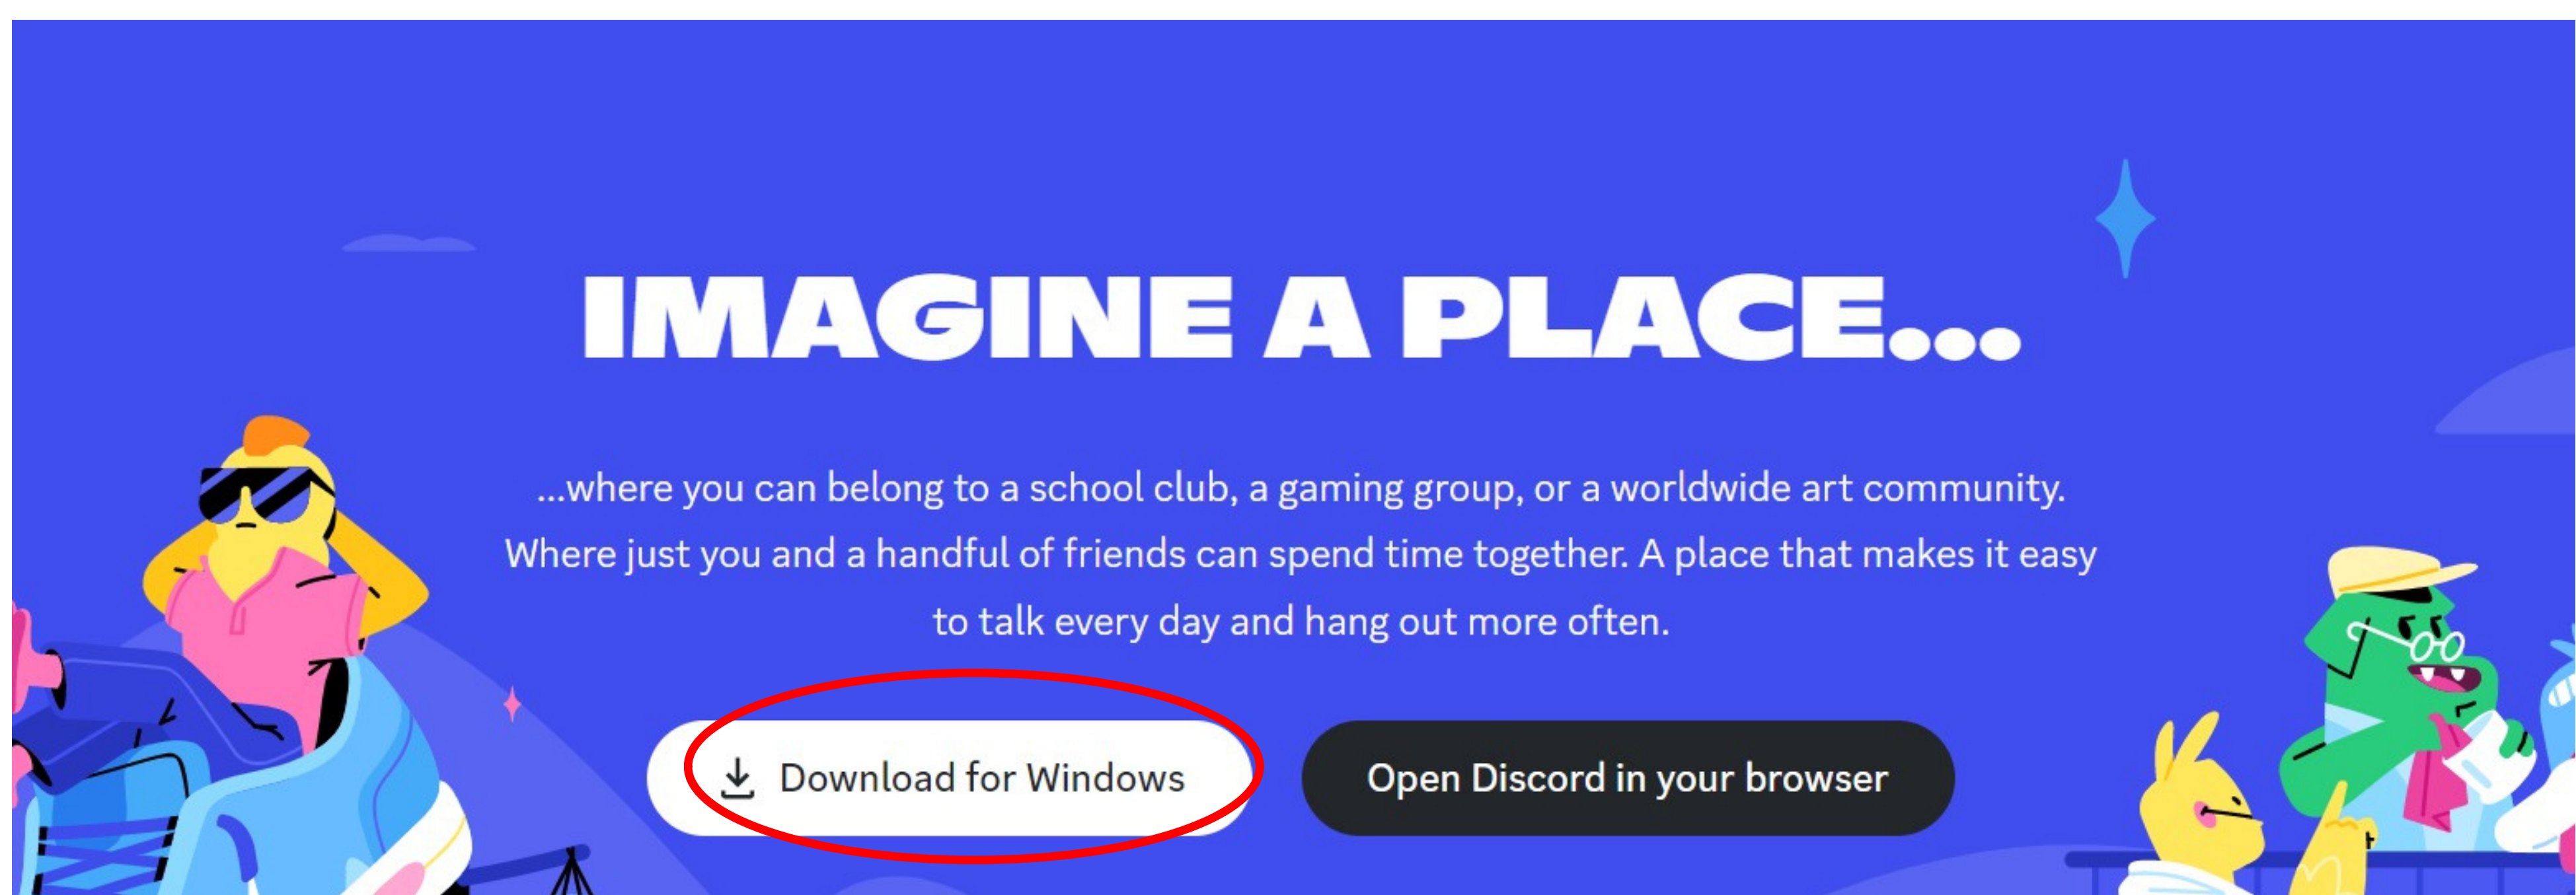 IMAGINE A PLACE...
...where you can belong to a school club, a gaming group, or a worldwide art community.
Where just you and a handful of friends can spend time together. A place that makes it easy
to talk every day and hang out more often.
Download for Windows
Open Discord in your browser